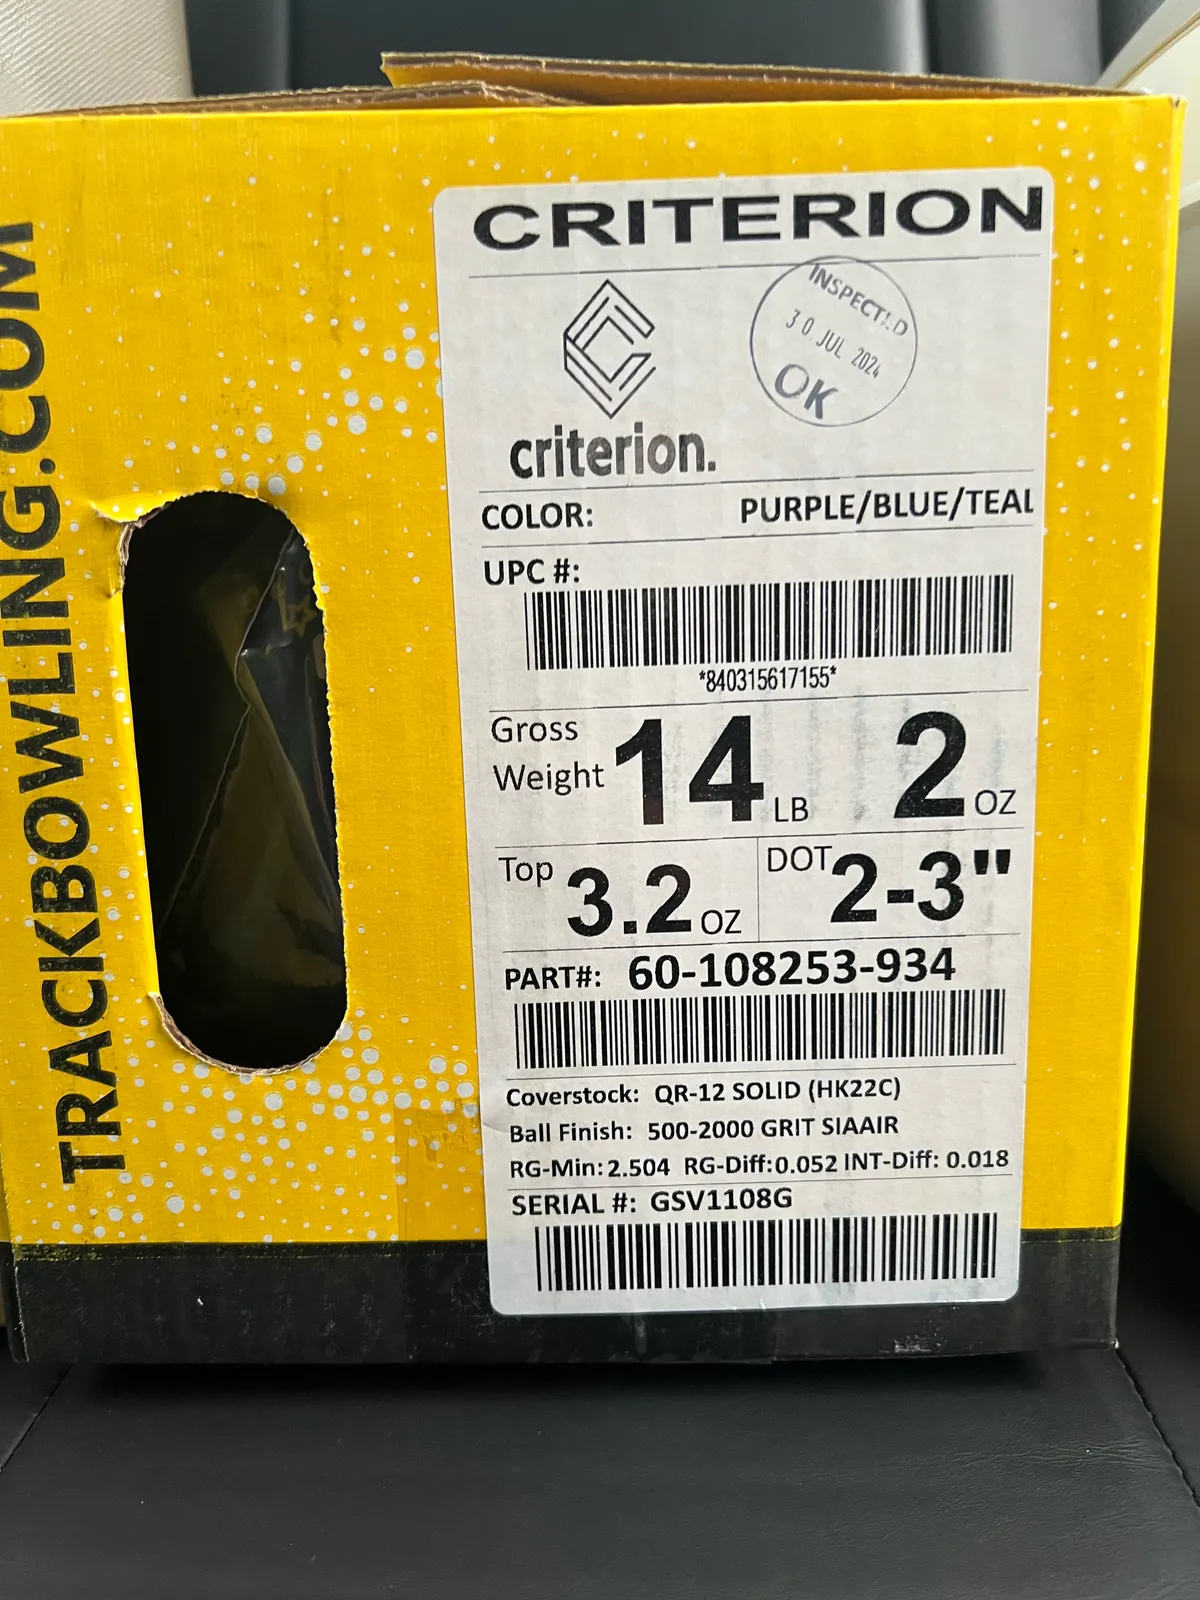 TRACKBOWLING.COM
CRITERION
INSPECTED
30 JUL 2024
OK
criterion.
COLOR: PURPLE/BLUE/TEAL
UPC #:
*840315617155*
Gross
Weight 14 LB 2 OZ
Top 3.2 OZ DOT 2-3"
PART#: 60-108253-934
Coverstock: QR-12 SOLID (HK22C)
Ball Finish: 500-2000 GRIT SIAAIR
RG-Min: 2.504 RG-Diff: 0.052 INT-Diff: 0.018
SERIAL #: GSV1108G